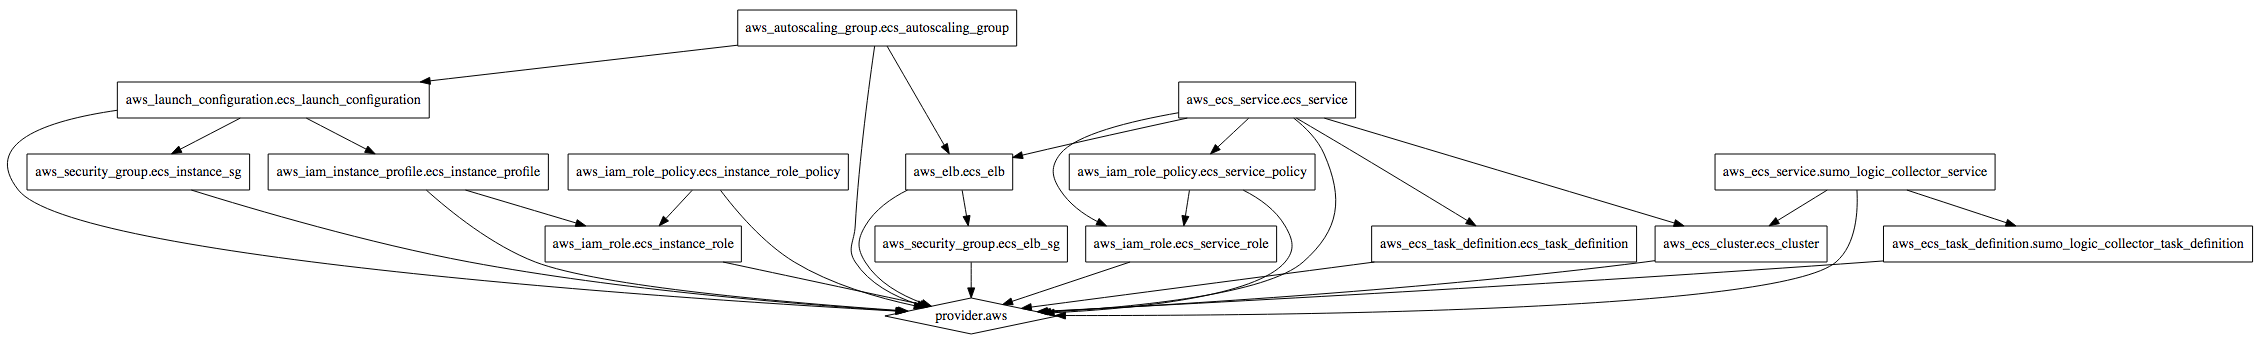 aws_autoscaling_group.ecs_autoscaling_group
aws_launch_configuration.ecs_launch_configuration
aws_ecs_service.ecs_service
aws_security_group.ecs_instance_sg
aws_iam_instance_profile.ecs_instance_profile
aws_iam_role_policy.ecs_instance_role_policy
aws_elb.ecs_elb
aws_iam_role_policy.ecs_service_policy
aws_ecs_service.sumo_logic_collector_service
aws_iam_role.ecs_instance_role
aws_security_group.ecs_elb_sg
aws_iam_role.ecs_service_role
aws_ecs_task_definition.ecs_task_definition
aws_ecs_cluster.ecs_cluster
aws_ecs_task_definition.sumo_logic_collector_task_definition
provider.aws